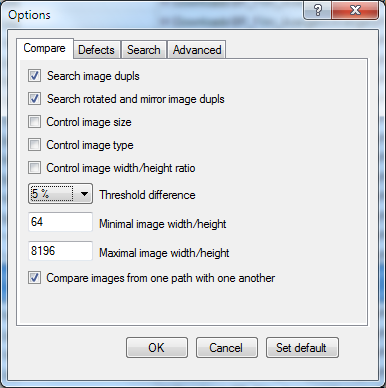 Options
Compare Defects Search Advanced
Search image dupls
Search rotated and mirror image dupls
Control image size
Control image type
Control image width/height ratio
5 % Threshold difference
64 Minimal image width/height
8196 Maximal image width/height
Compare images from one path with one another
OK Cancel Set default